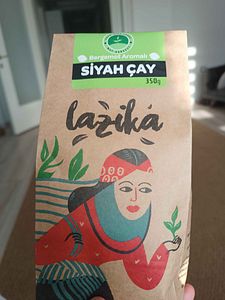 Bergamot Aromalı
SİYAH ÇAY
350g
lazika